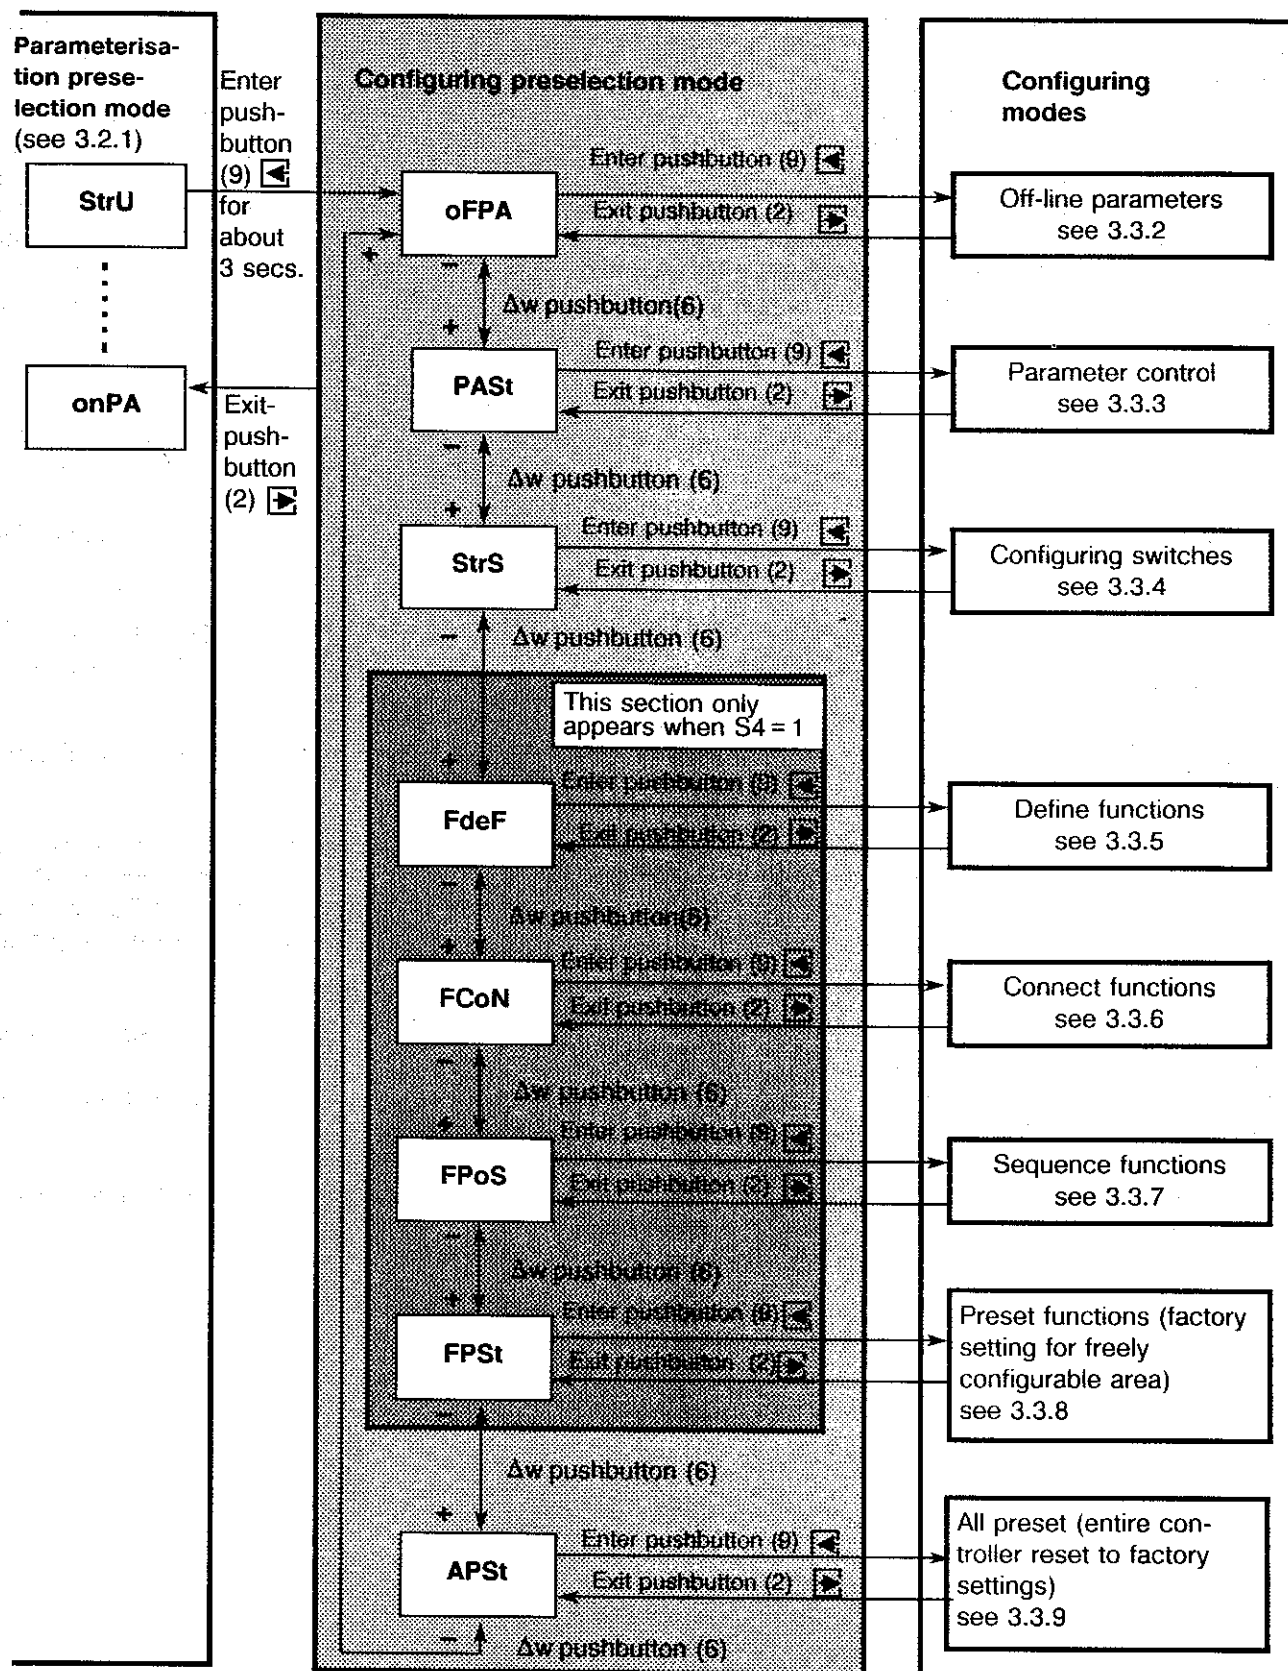 Parameterisa-
tion prese-
lection mode
(see 3.2.1)
StrU
onPA
Enter
push-
button
(9)
for
about
3 secs.
Exit-
push-
button
(2)
Configuring preselection mode
Configuring
modes
Enter pushbutton (9)
oFPA
Exit pushbutton (2)
Off-line parameters
see 3.3.2
+
−
Δw pushbutton(6)
+
Enter pushbutton (9)
PASt
Exit pushbutton (2)
Parameter control
see 3.3.3
−
Δw pushbutton (6)
+
Enter pushbutton (9)
StrS
Exit pushbutton (2)
Configuring switches
see 3.3.4
−
Δw pushbutton (6)
This section only
appears when S4 = 1
+
Enter pushbutton (9)
FdeF
Exit pushbutton (2)
Define functions
see 3.3.5
−
Δw pushbutton(6)
+
Enter pushbutton (9)
FCoN
Exit pushbutton (2)
Connect functions
see 3.3.6
−
Δw pushbutton (6)
+
Enter pushbutton (9)
FPoS
Exit pushbutton (2)
Sequence functions
see 3.3.7
−
Δw pushbutton (6)
+
Enter pushbutton (9)
FPSt
Exit pushbutton (2)
Preset functions (factory
setting for freely
configurable area)
see 3.3.8
−
Δw pushbutton (6)
+
Enter pushbutton (9)
APSt
Exit pushbutton (2)
All preset (entire con-
troller reset to factory
settings)
see 3.3.9
−
Δw pushbutton (6)